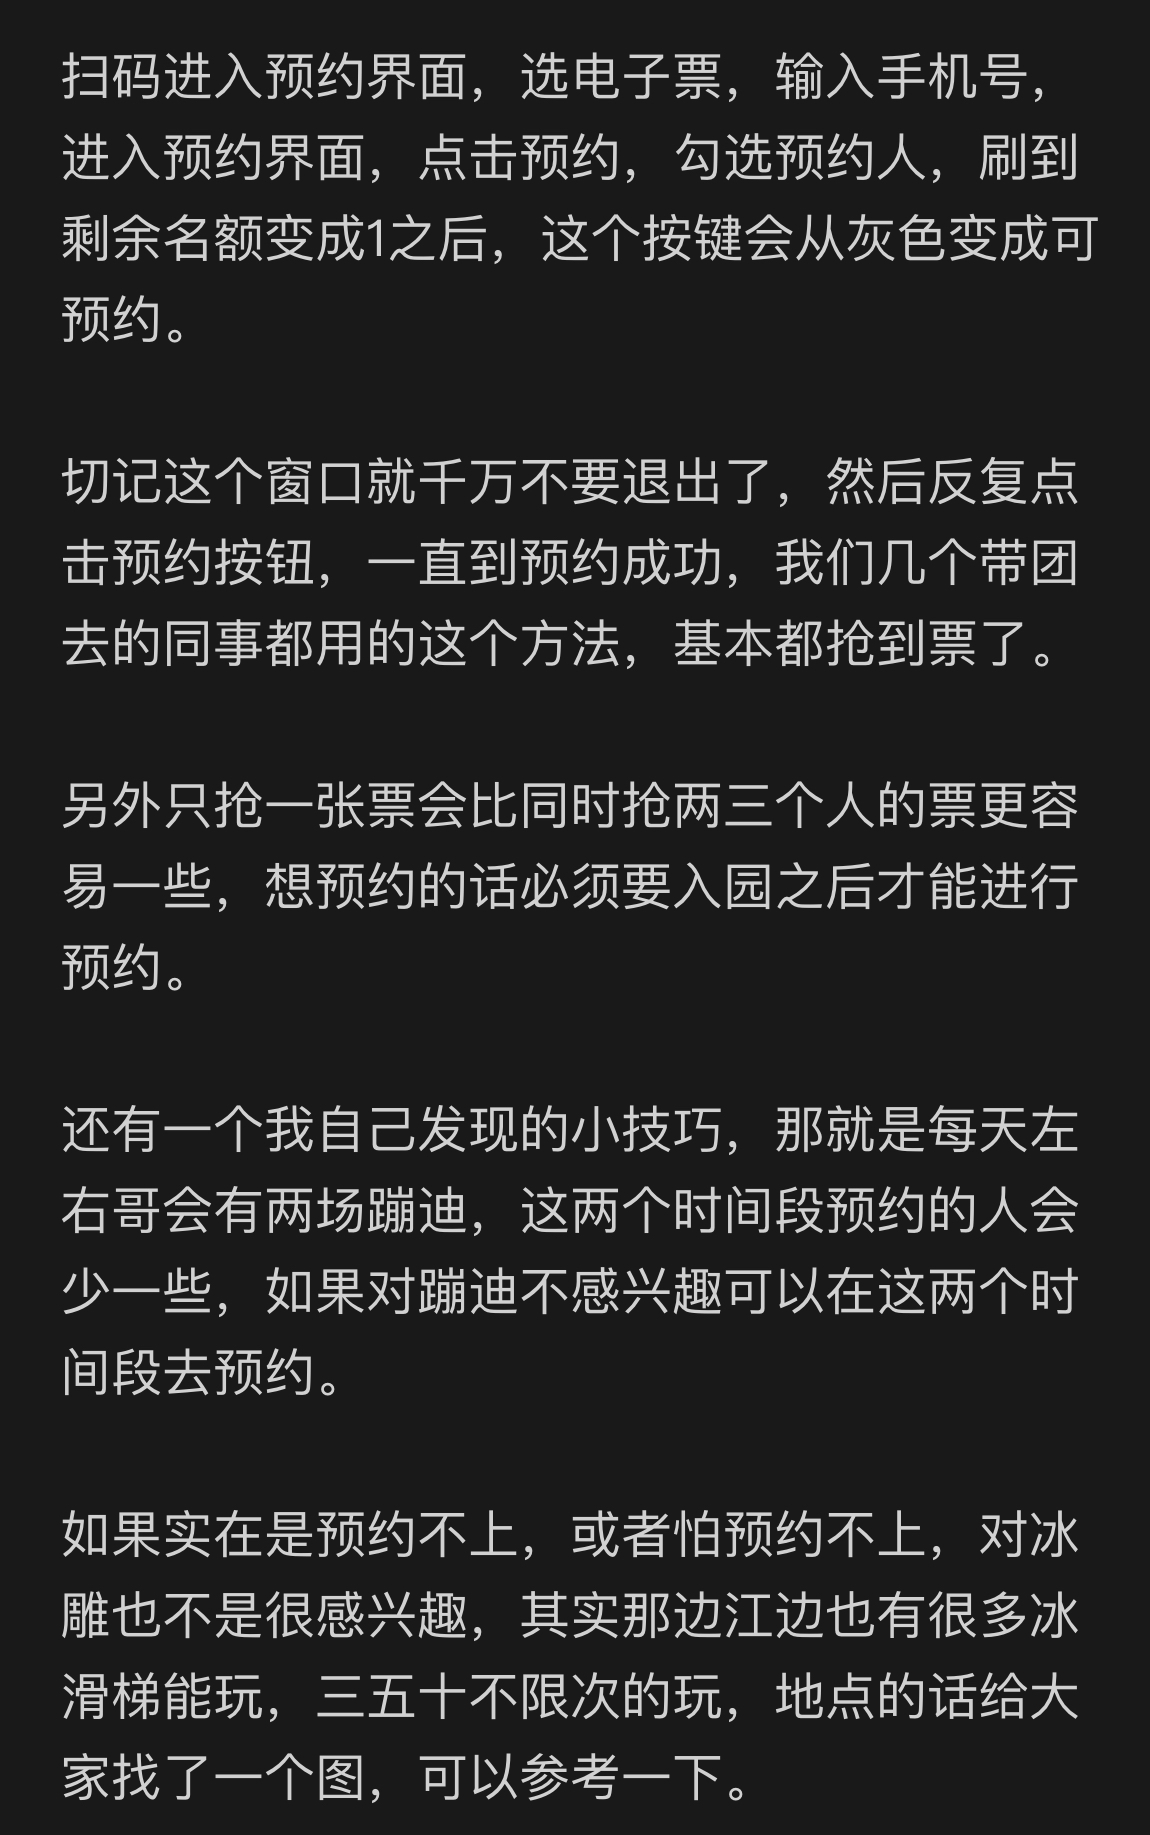 扫码进入预约界面，选电子票，输入手机号，
进入预约界面，点击预约，勾选预约人，刷到
剩余名额变成1之后，这个按键会从灰色变成可
预约。
切记这个窗口就千万不要退出了，然后反复点
击预约按钮，一直到预约成功，我们几个带团
去的同事都用的这个方法，基本都抢到票了。
另外只抢一张票会比同时抢两三个人的票更容
易一些，想预约的话必须要入园之后才能进行
预约。
还有一个我自己发现的小技巧，那就是每天左
右哥会有两场蹦迪，这两个时间段预约的人会
少一些，如果对蹦迪不感兴趣可以在这两个时
间段去预约。
如果实在是预约不上，或者怕预约不上，对冰
雕也不是很感兴趣，其实那边江边也有很多冰
滑梯能玩，三五十不限次的玩，地点的话给大
家找了一个图，可以参考一下。